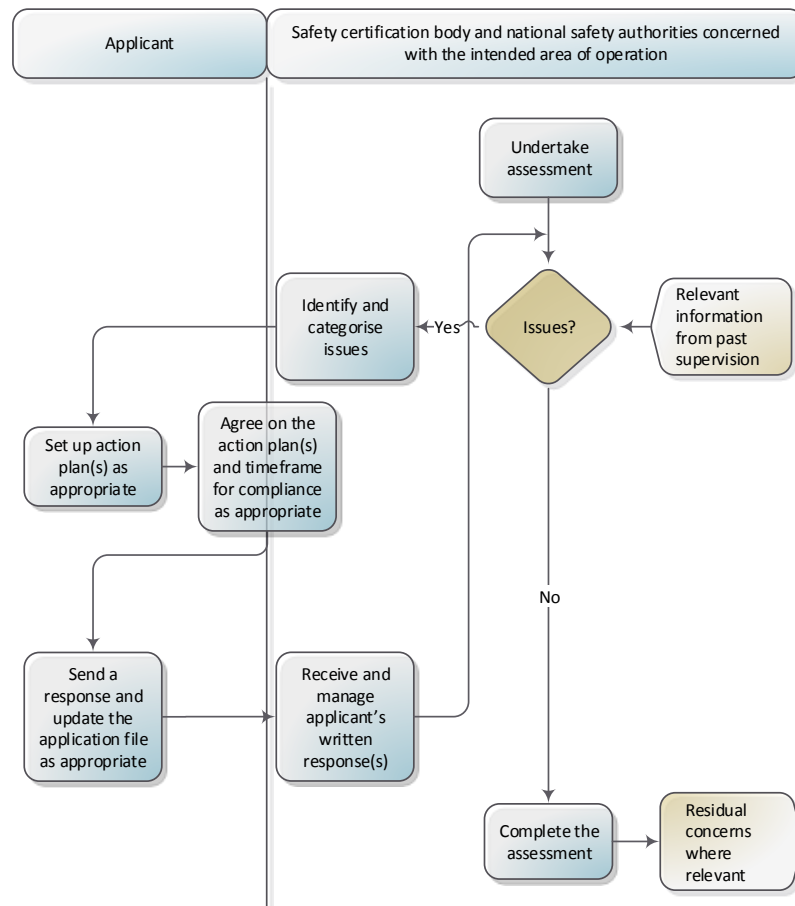 Applicant
Safety certification body and national safety authorities concerned
with the intended area of operation
Undertake
assessment
Identify and
categorise
issues
Yes
Issues?
Relevant
information
from past
supervision
Set up action
plan(s) as
appropriate
Agree on the
action plan(s)
and timeframe
for compliance
as appropriate
No
Send a
response and
update the
application file
as appropriate
Receive and
manage
applicant’s
written
response(s)
Complete the
assessment
Residual
concerns
where
relevant